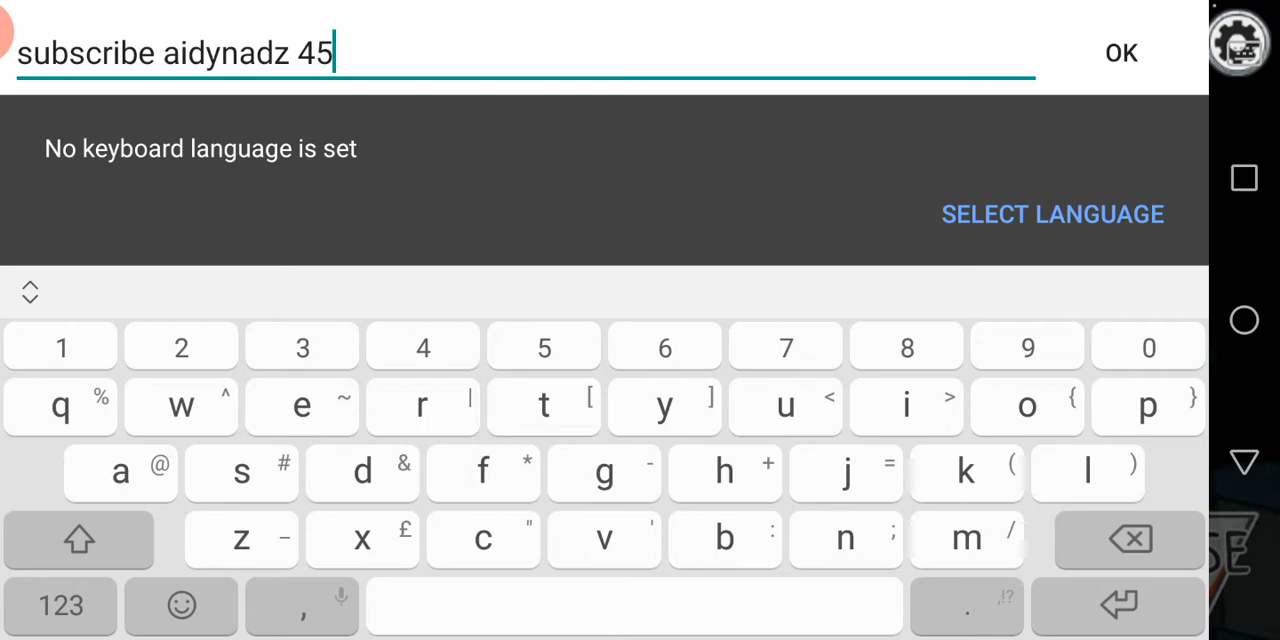 subscribe aidynadz 45
OK
No keyboard language is set
SELECT LANGUAGE
1 2 3 4 5 6 7 8 9 0
q % w ^ e ~ r | t [ y ] u < i > o { p }
a @ s # d & f * g - h + j = k ( l )
z _ x £ c " v ' b : n ; m /
123 , . ,!?
SE